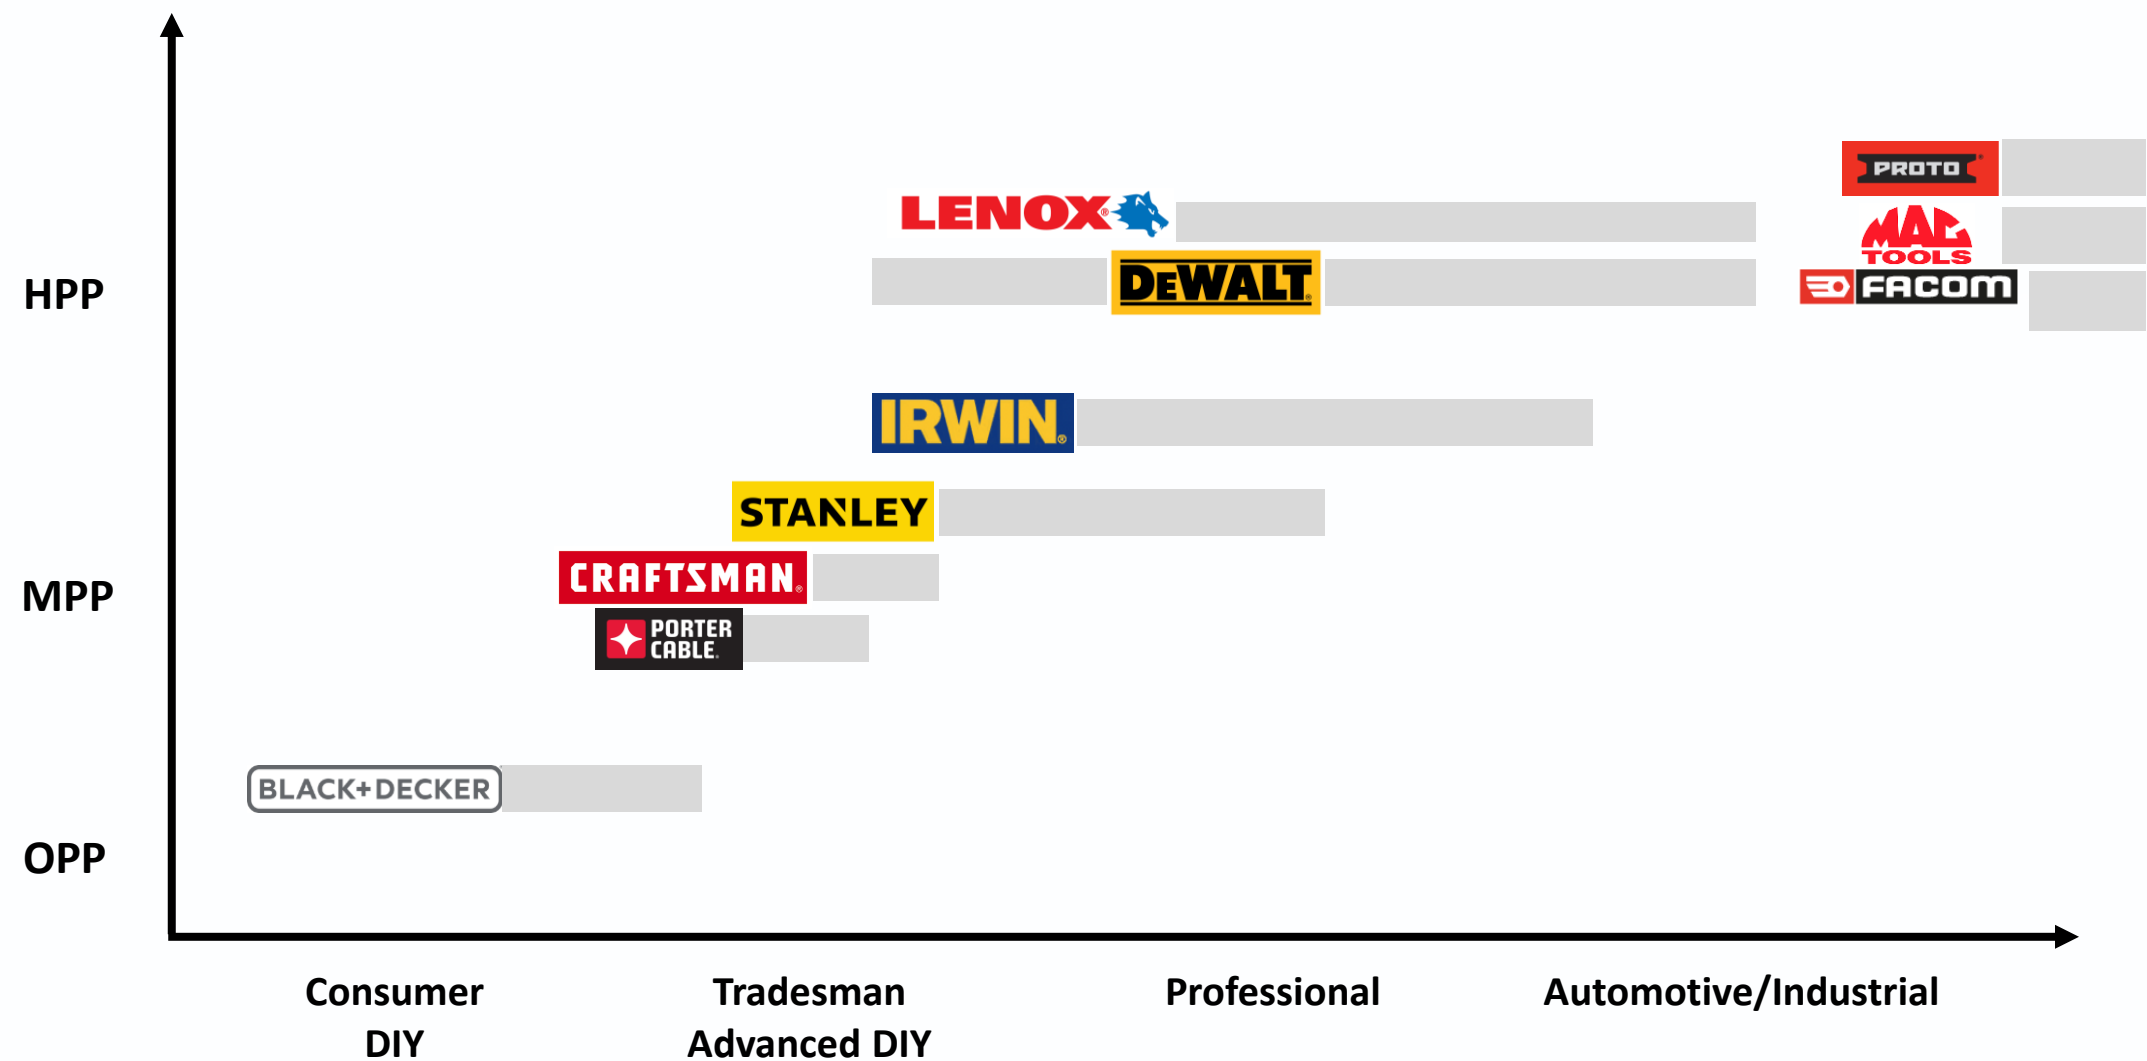 PROTO
LENOX®
MAC
TOOLS
HPP
DEWALT
FACOM
IRWIN®
STANLEY
CRAFTSMAN®
MPP
PORTER
CABLE
BLACK+DECKER
OPP
Consumer
DIY
Tradesman
Advanced DIY
Professional
Automotive/Industrial